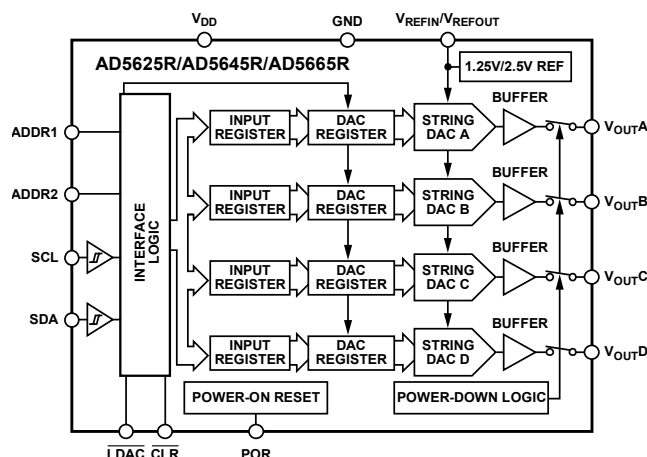 VDD
GND
VREFIN/VREFOUT
AD5625R/AD5645R/AD5665R
1.25V/2.5V REF
BUFFER
ADDR1
INPUT
REGISTER
DAC
REGISTER
STRING
DAC A
VOUTA
BUFFER
ADDR2
INPUT
REGISTER
DAC
REGISTER
STRING
DAC B
VOUTB
INTERFACE
LOGIC
BUFFER
SCL
INPUT
REGISTER
DAC
REGISTER
STRING
DAC C
VOUTC
BUFFER
SDA
INPUT
REGISTER
DAC
REGISTER
STRING
DAC D
VOUTD
POWER-ON RESET
POWER-DOWN LOGIC
LDAC
CLR
POR